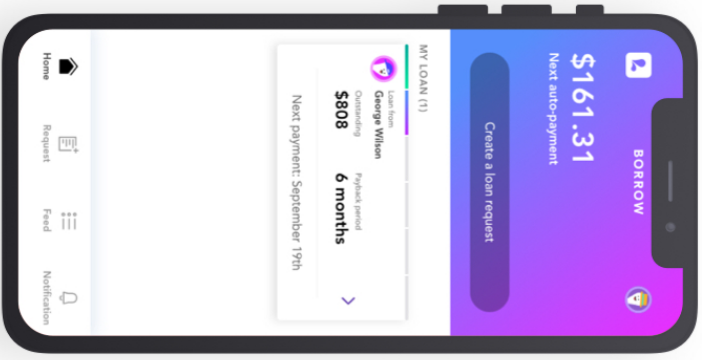 BORROW
$161.31
Next auto-payment
Create a loan request
MY LOAN (1)
Loan from
George Wilson
Outstanding
$808
Payback period
6 months
Next payment: September 19th
Home
Request
Feed
Notification